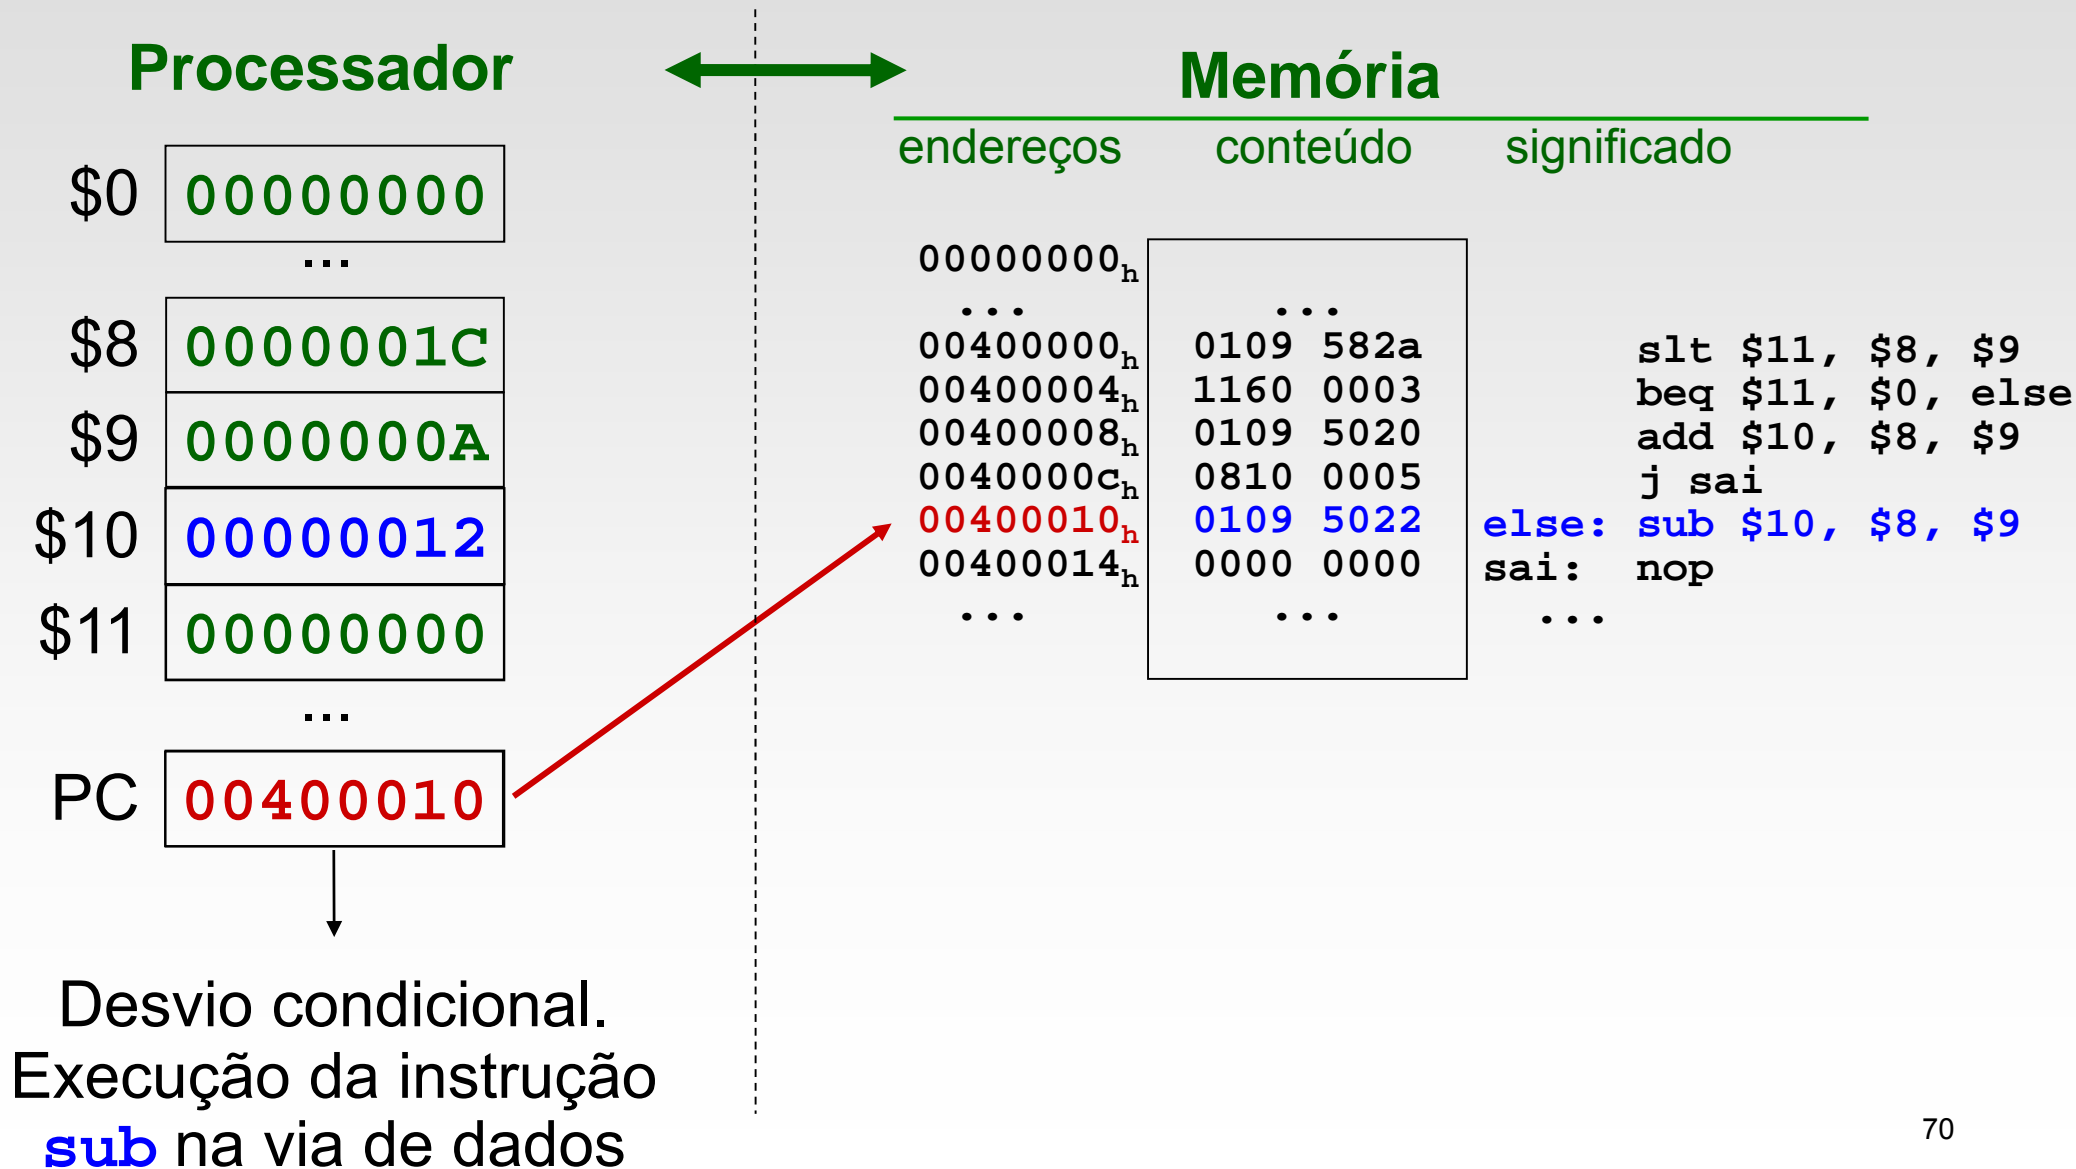 Processador
Memória
endereços conteúdo significado
$0 00000000
...
$8 0000001C
$9 0000000A
$10 00000012
$11 00000000
...
PC 00400010
00000000h
... ...
00400000h 0109 582a slt $11, $8, $9
00400004h 1160 0003 beq $11, $0, else
00400008h 0109 5020 add $10, $8, $9
0040000ch 0810 0005 j sai
00400010h 0109 5022 else: sub $10, $8, $9
00400014h 0000 0000 sai: nop
... ... ...
Desvio condicional.
Execução da instrução
sub na via de dados
70